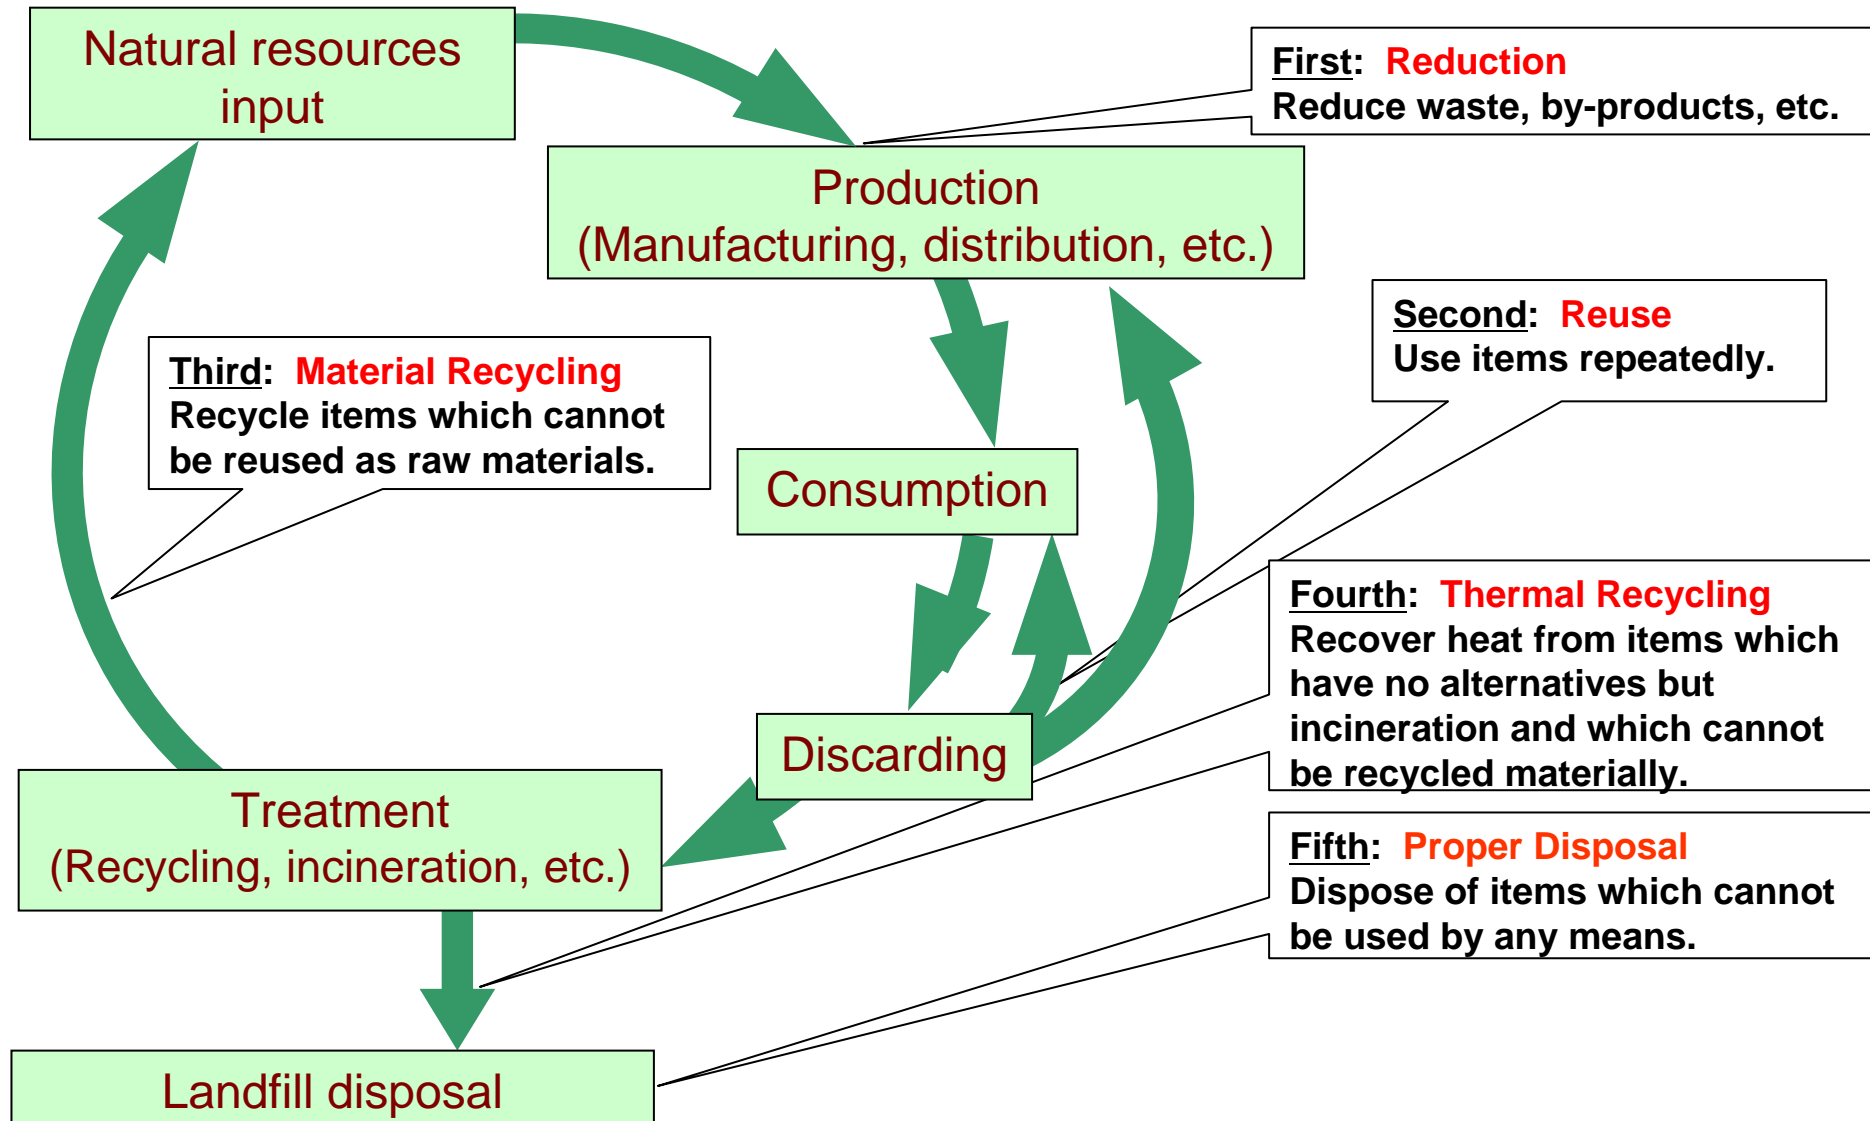 Natural resources
input
First: Reduction
Reduce waste, by-products, etc.
Production
(Manufacturing, distribution, etc.)
Second: Reuse
Use items repeatedly.
Third: Material Recycling
Recycle items which cannot
be reused as raw materials.
Consumption
Fourth: Thermal Recycling
Recover heat from items which
have no alternatives but
incineration and which cannot
be recycled materially.
Discarding
Treatment
(Recycling, incineration, etc.)
Fifth: Proper Disposal
Dispose of items which cannot
be used by any means.
Landfill disposal